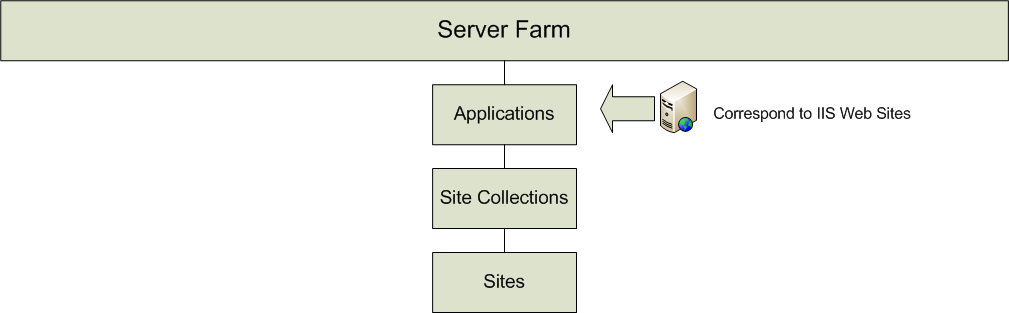 Server Farm
Applications
Correspond to IIS Web Sites
Site Collections
Sites